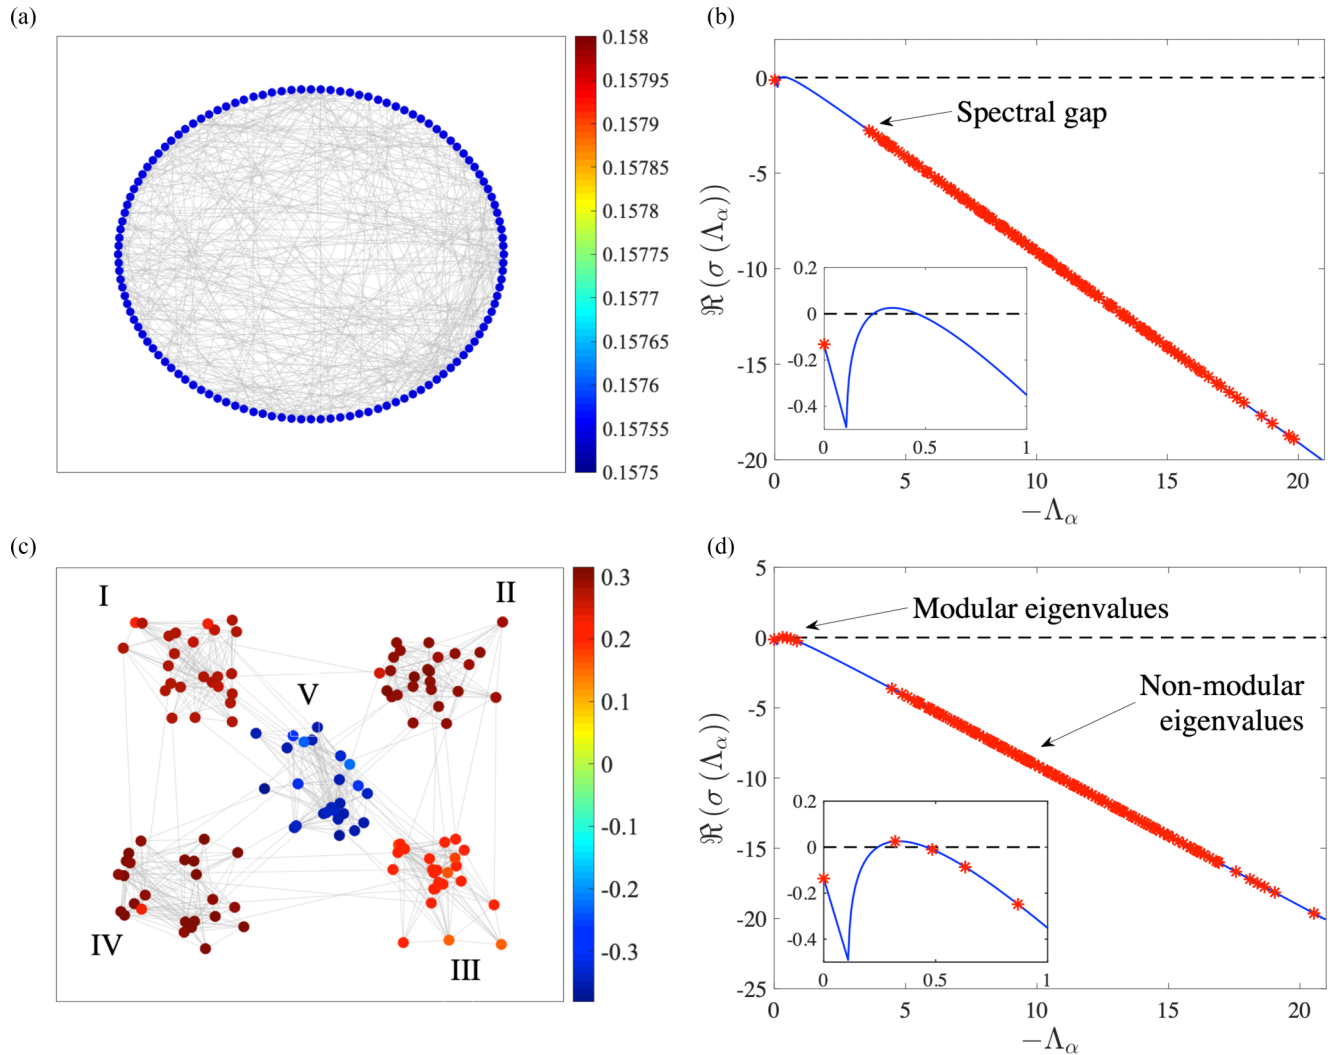 (a)
0.158
0.15795
0.1579
0.15785
0.1578
0.15775
0.1577
0.15765
0.1576
0.15755
0.1575
(b)
0
-5
-10
-15
-20
ℜ (σ (Λα))
Spectral gap
0.2
0
-0.2
-0.4
0 0.5 1
0 5 10 15 20
−Λα
(c)
I
II
V
IV
III
0.3
0.2
0.1
0
-0.1
-0.2
-0.3
(d)
5
0
-5
-10
-15
-20
-25
ℜ (σ (Λα))
Modular eigenvalues
Non-modular
eigenvalues
0.2
0
-0.2
-0.4
0 0.5 1
0 5 10 15 20
−Λα